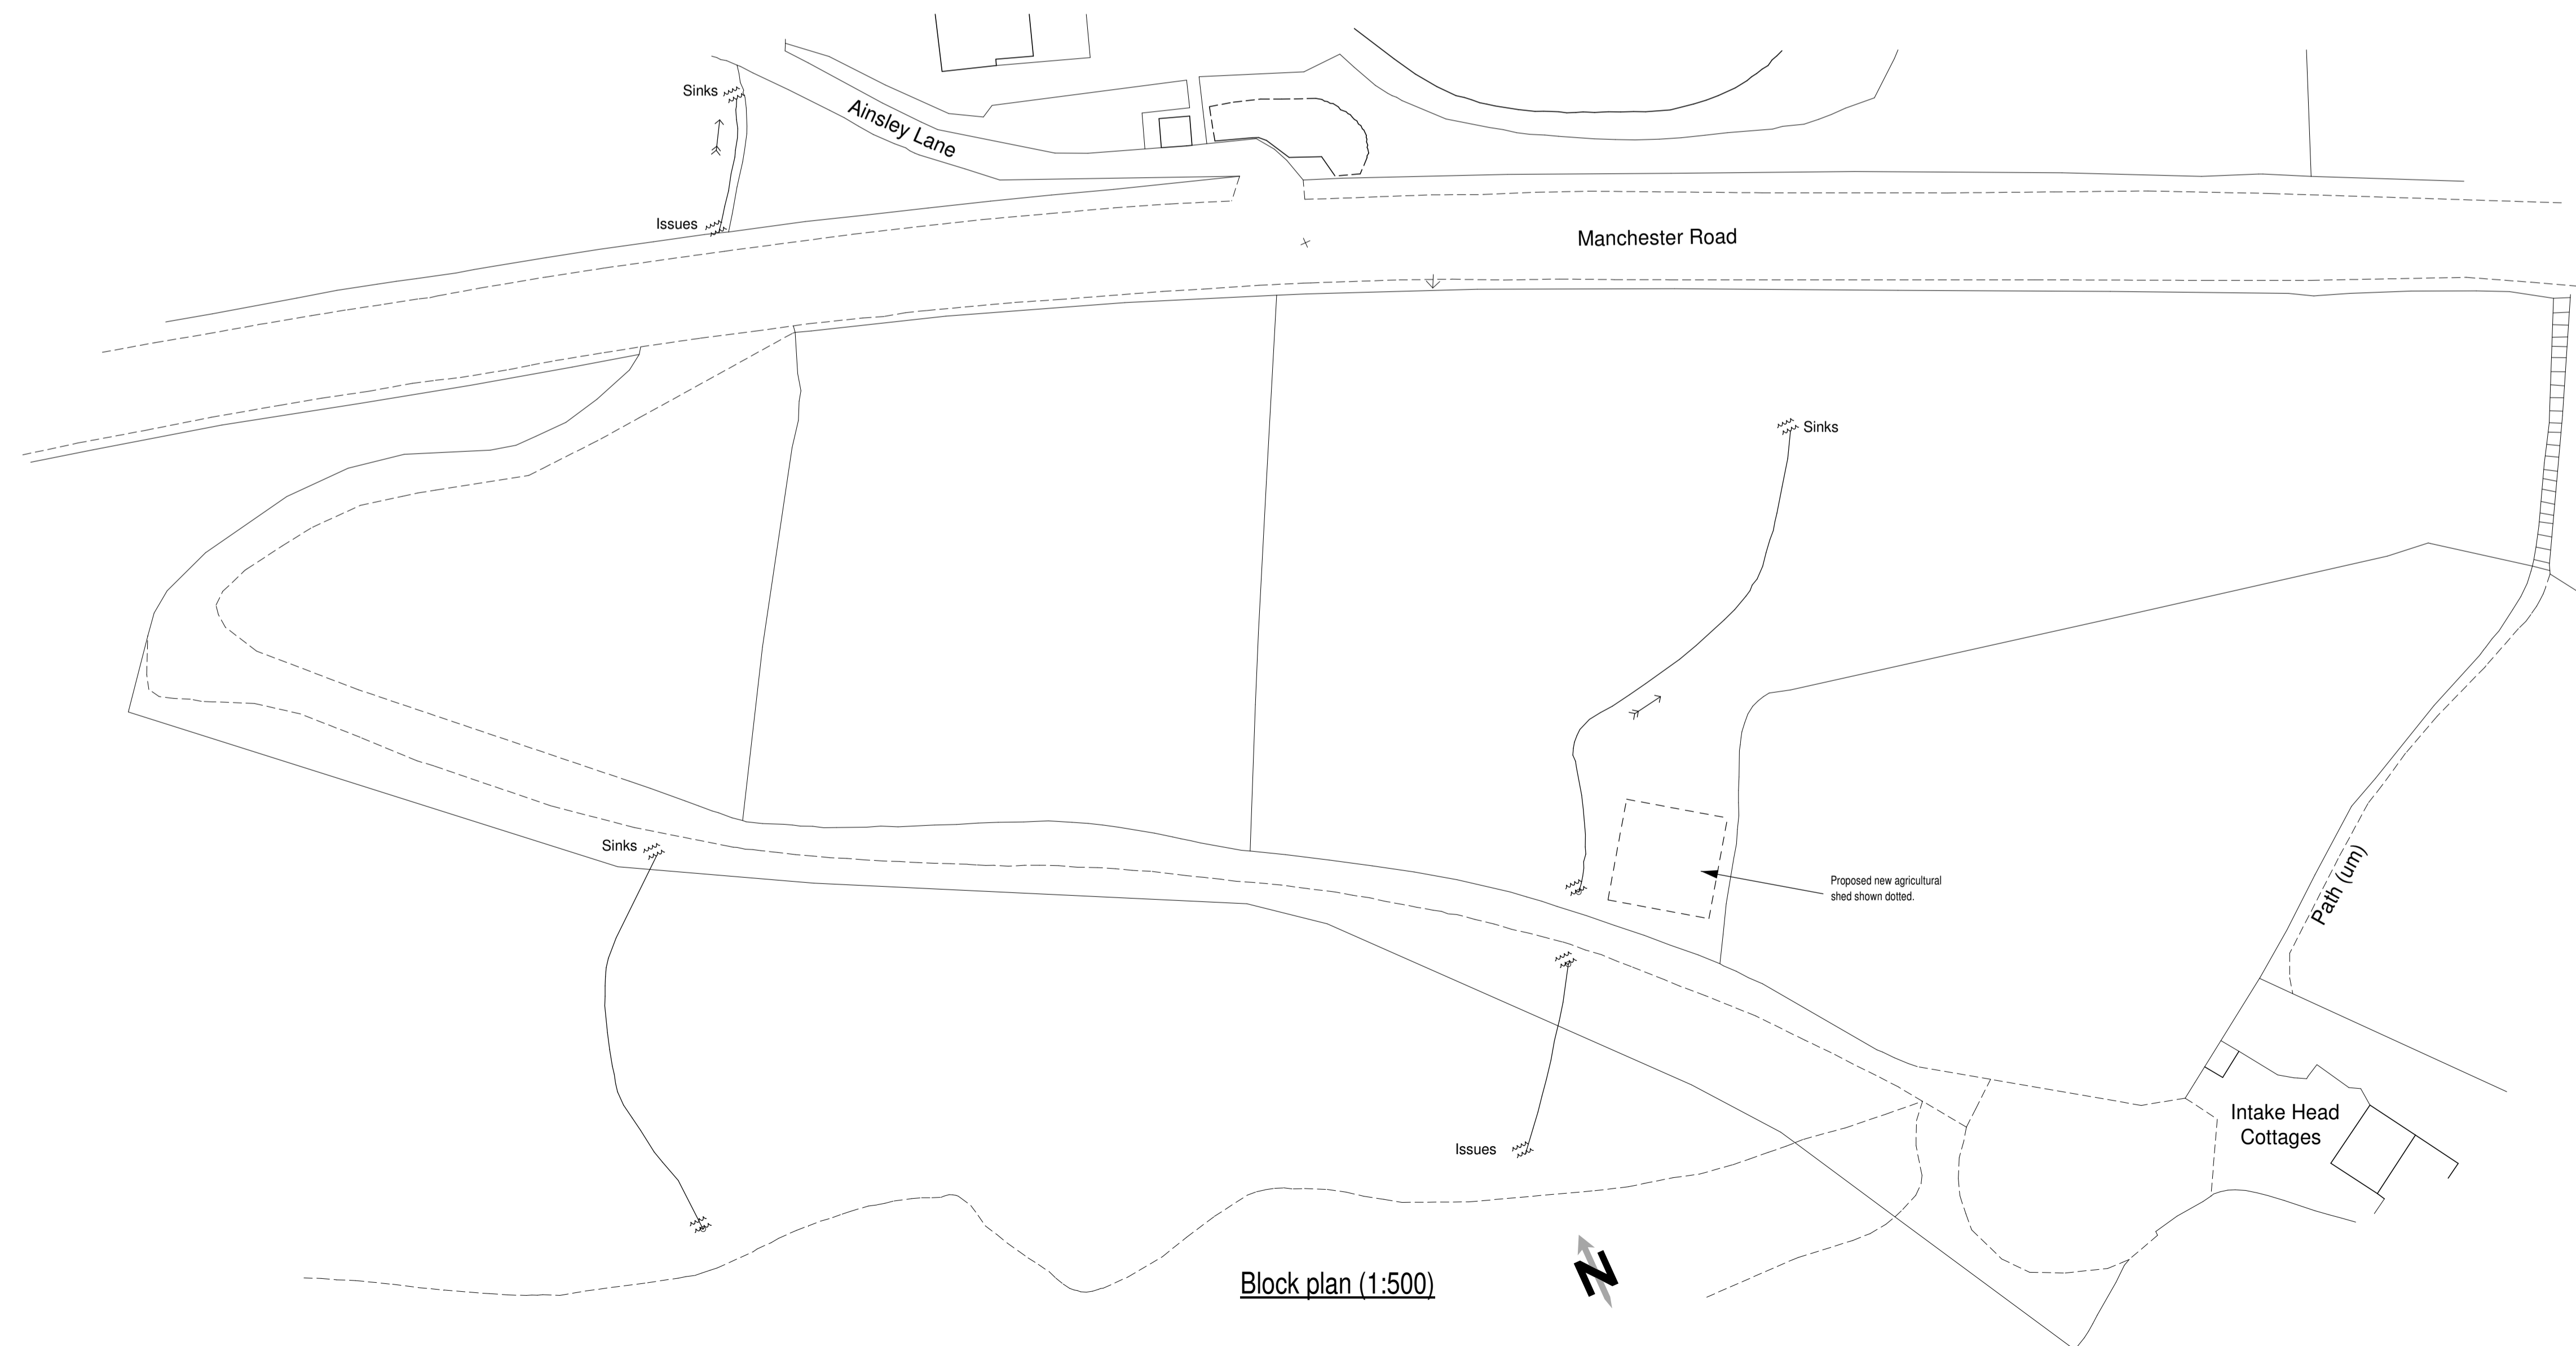 Sinks
Ainsley Lane
Issues
Manchester Road
Sinks
Sinks
Proposed new agricultural
shed shown dotted.
Path (um)
Intake Head
Cottages
Issues
Block plan (1:500)
N